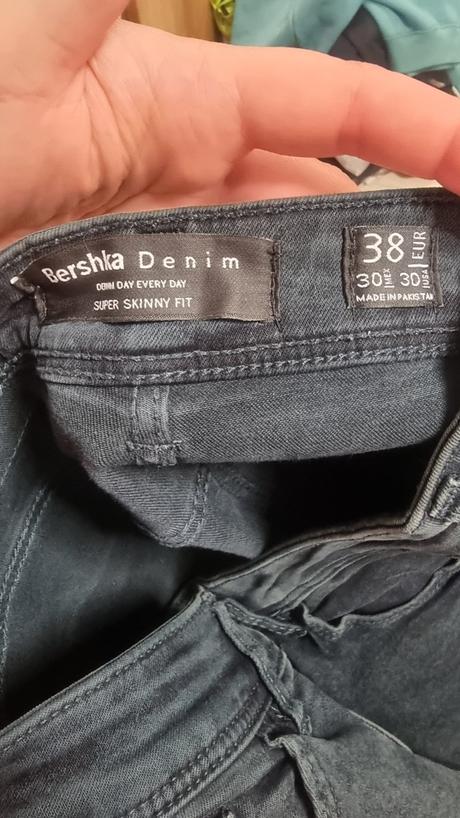 Bershka Denim
DENIM DAY EVERY DAY
SUPER SKINNY FIT
38 EUR
30 MEX 30 USA
MADE IN PAKISTAN